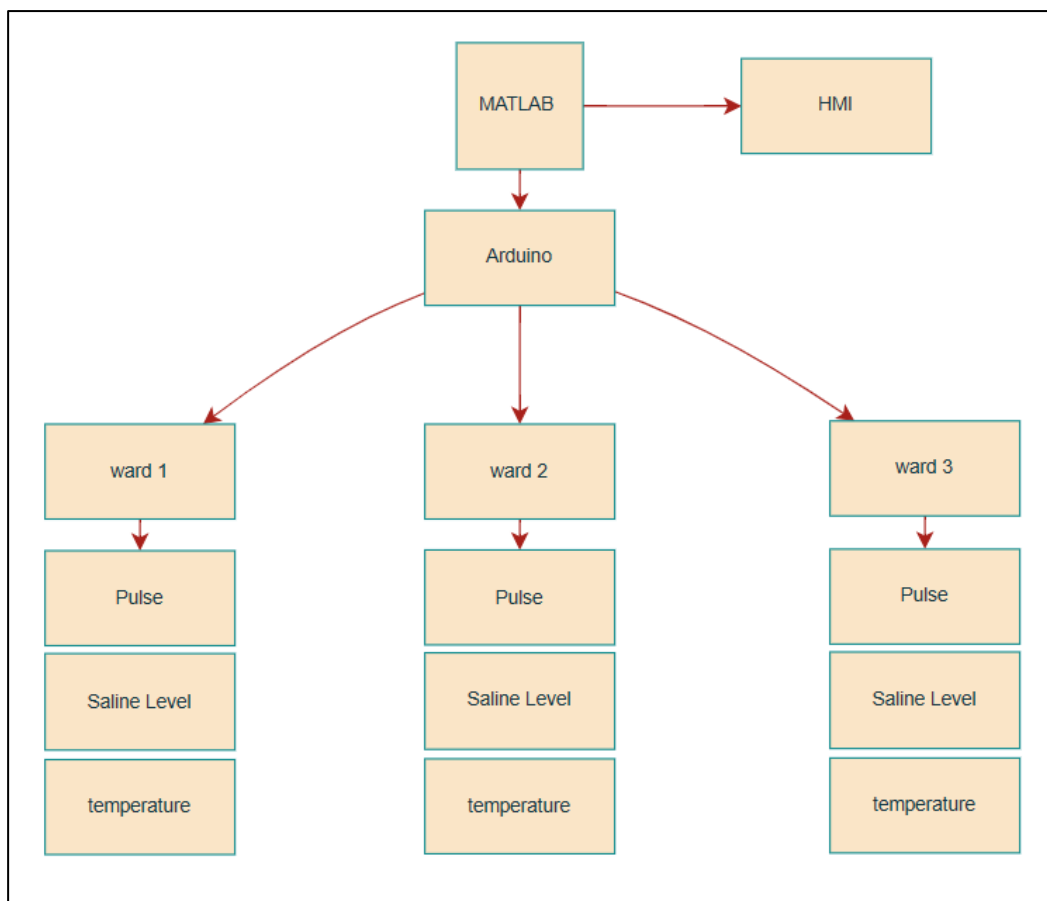 MATLAB
HMI
Arduino
ward 1
ward 2
ward 3
Pulse
Pulse
Pulse
Saline Level
Saline Level
Saline Level
temperature
temperature
temperature